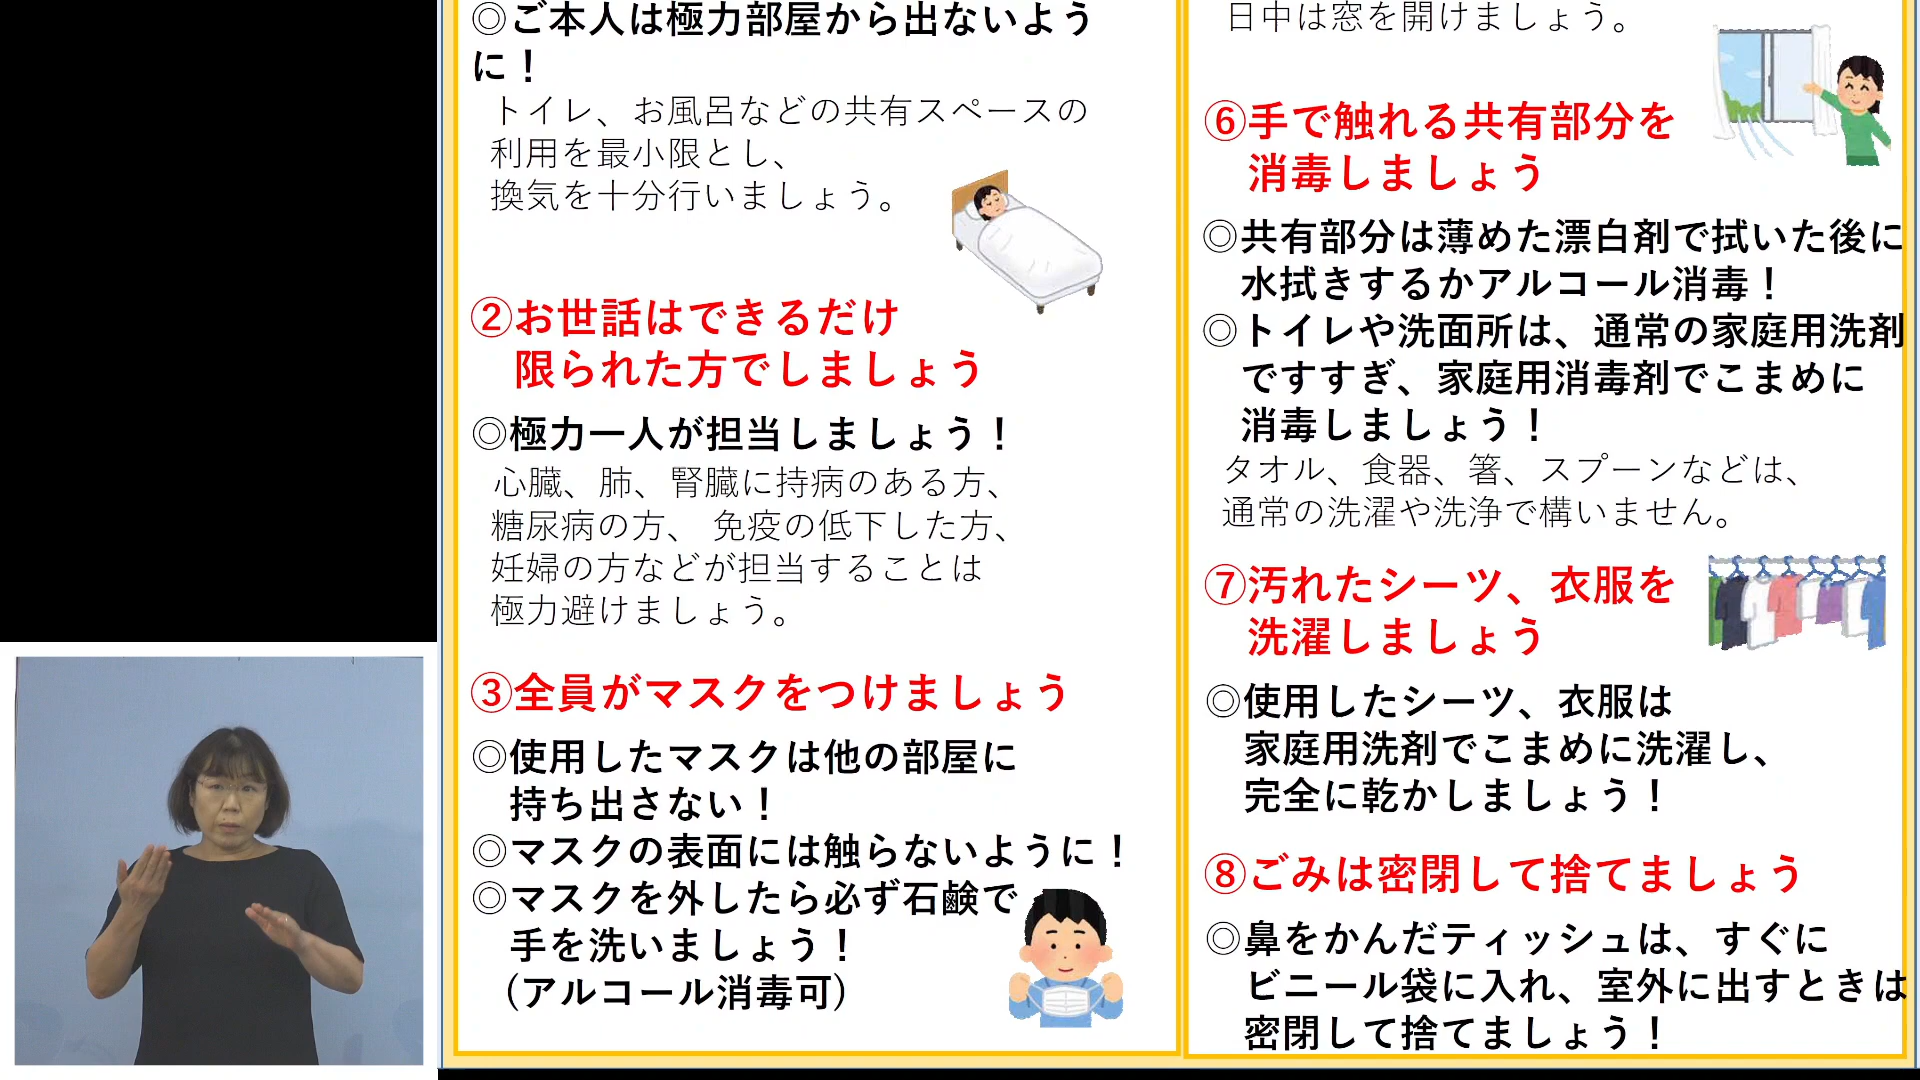 ◎ご本人は極力部屋から出ないよう
に！
トイレ、お風呂などの共有スペースの
利用を最小限とし、
換気を十分行いましょう。
②お世話はできるだけ
限られた方でしましょう
◎極力一人が担当しましょう！
心臓、肺、腎臓に持病のある方、
糖尿病の方、 免疫の低下した方、
妊婦の方などが担当することは
極力避けましょう。
③全員がマスクをつけましょう
◎使用したマスクは他の部屋に
持ち出さない！
◎マスクの表面には触らないように！
◎マスクを外したら必ず石鹸で
手を洗いましょう！
（アルコール消毒可）
日中は窓を開けましょう。
⑥手で触れる共有部分を
消毒しましょう
◎共有部分は薄めた漂白剤で拭いた後に
水拭きするかアルコール消毒！
◎トイレや洗面所は、通常の家庭用洗剤
ですすぎ、家庭用消毒剤でこまめに
消毒しましょう！
タオル、食器、箸、スプーンなどは、
通常の洗濯や洗浄で構いません。
⑦汚れたシーツ、衣服を
洗濯しましょう
◎使用したシーツ、衣服は
家庭用洗剤でこまめに洗濯し、
完全に乾かしましょう！
⑧ごみは密閉して捨てましょう
◎鼻をかんだティッシュは、すぐに
ビニール袋に入れ、室外に出すときは
密閉して捨てましょう！